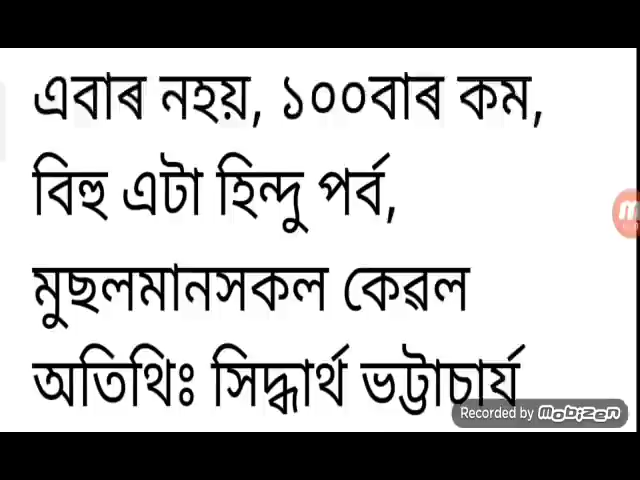 এবাৰ নহয়, ১০০বাৰ কম,
বিহু এটা হিন্দু পৰ্ব,
মুছলমানসকল কেৱল
অতিথিঃ সিদ্ধাৰ্থ ভট্টাচাৰ্য
Recorded by Mobizen